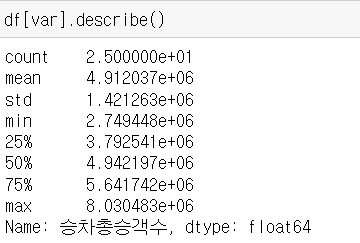 df[var].describe()
count 2.500000e+01
mean 4.912037e+06
std 1.421263e+06
min 2.749448e+06
25% 3.792541e+06
50% 4.942197e+06
75% 5.641742e+06
max 8.030483e+06
Name: 승차총승객수, dtype: float64